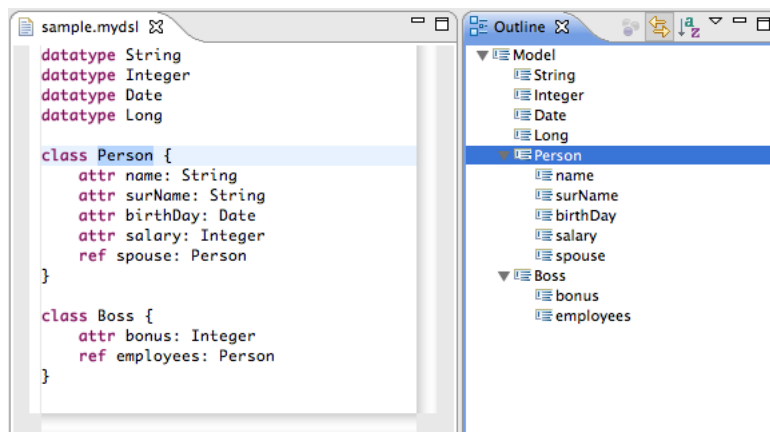 sample.mydsl
datatype String
datatype Integer
datatype Date
datatype Long
class Person {
attr name: String
attr surName: String
attr birthDay: Date
attr salary: Integer
ref spouse: Person
}
class Boss {
attr bonus: Integer
ref employees: Person
}
Outline
Model
String
Integer
Date
Long
Person
name
surName
birthDay
salary
spouse
Boss
bonus
employees